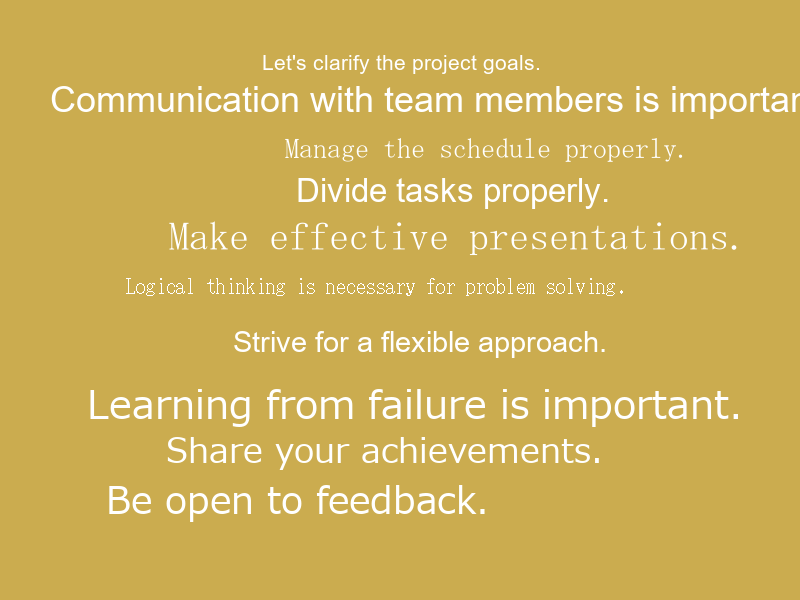 Let's clarify the project goals.
Communication with team members is importan
Manage the schedule properly.
Divide tasks properly.
Make effective presentations.
Logical thinking is necessary for problem solving.
Strive for a flexible approach.
Learning from failure is important.
Share your achievements.
Be open to feedback.